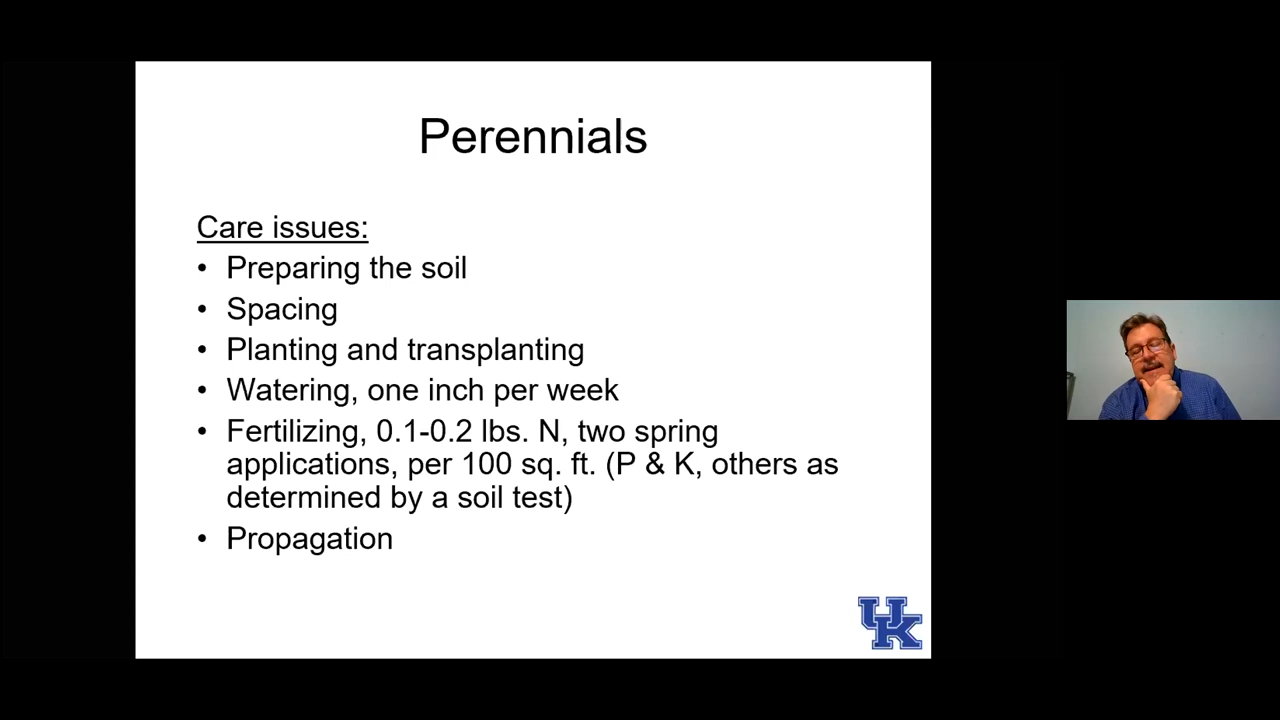 Perennials
Care issues:
• Preparing the soil
• Spacing
• Planting and transplanting
• Watering, one inch per week
• Fertilizing, 0.1-0.2 lbs. N, two spring
applications, per 100 sq. ft. (P & K, others as
determined by a soil test)
• Propagation
UK